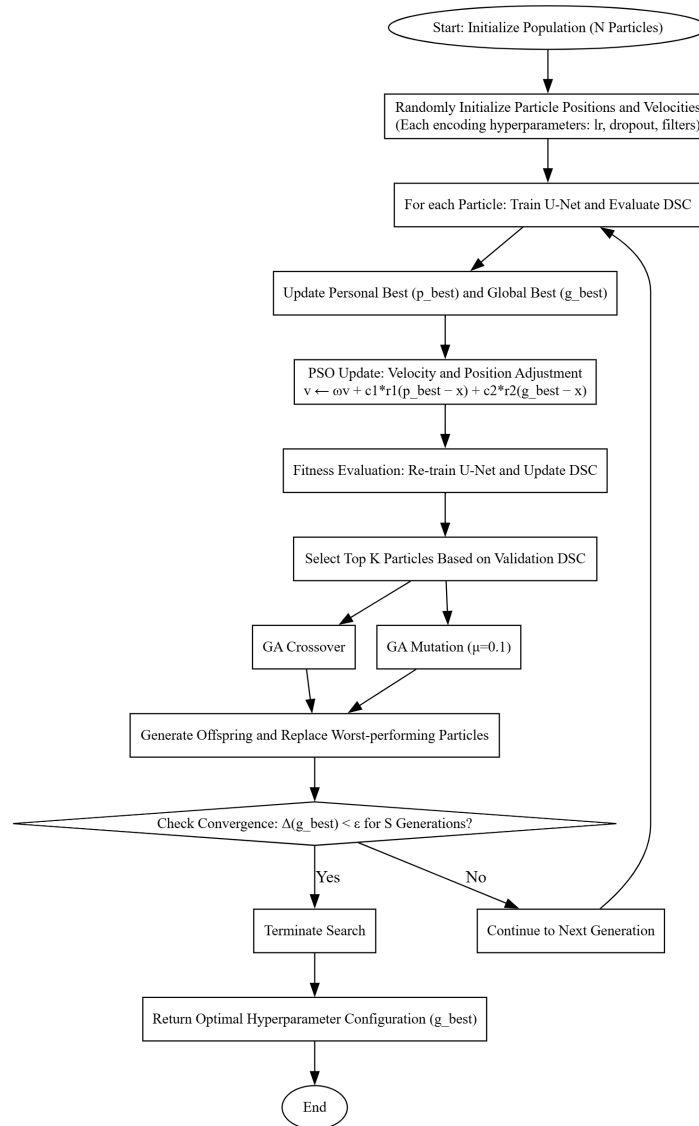 Start: Initialize Population (N Particles)
Randomly Initialize Particle Positions and Velocities
(Each encoding hyperparameters: lr, dropout, filters)
For each Particle: Train U-Net and Evaluate DSC
Update Personal Best (p_best) and Global Best (g_best)
PSO Update: Velocity and Position Adjustment
v ← ωv + c1*r1(p_best − x) + c2*r2(g_best − x)
Fitness Evaluation: Re-train U-Net and Update DSC
Select Top K Particles Based on Validation DSC
GA Crossover
GA Mutation (μ=0.1)
Generate Offspring and Replace Worst-performing Particles
Check Convergence: Δ(g_best) < ε for S Generations?
Yes
No
Terminate Search
Continue to Next Generation
Return Optimal Hyperparameter Configuration (g_best)
End